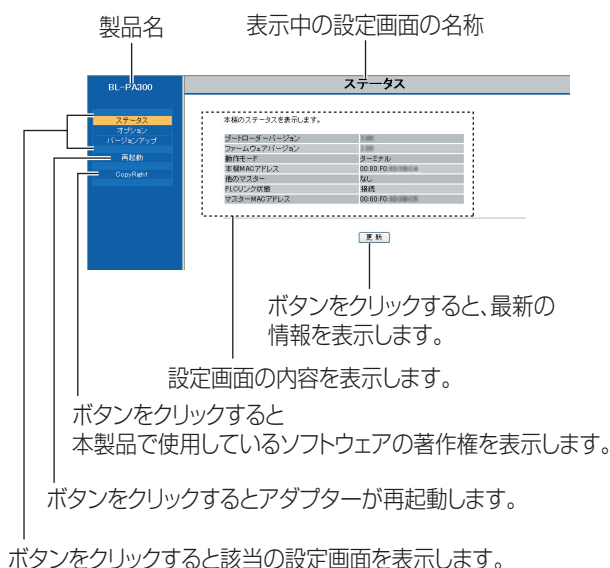 製品名
表示中の設定画面の名称
BL-PA300
ステータス
ステータス
オプション
バージョンアップ
再起動
CopyRight
本機のステータスを表示します。
ブートローダーバージョン
ファームウェアバージョン
動作モード ターミナル
本機MACアドレス 00:80:F0:
他のマスター なし
PLCリンク状態 接続
マスターMACアドレス 00:80:F0:
更新
ボタンをクリックすると、最新の
情報を表示します。
設定画面の内容を表示します。
ボタンをクリックすると
本製品で使用しているソフトウェアの著作権を表示します。
ボタンをクリックするとアダプターが再起動します。
ボタンをクリックすると該当の設定画面を表示します。